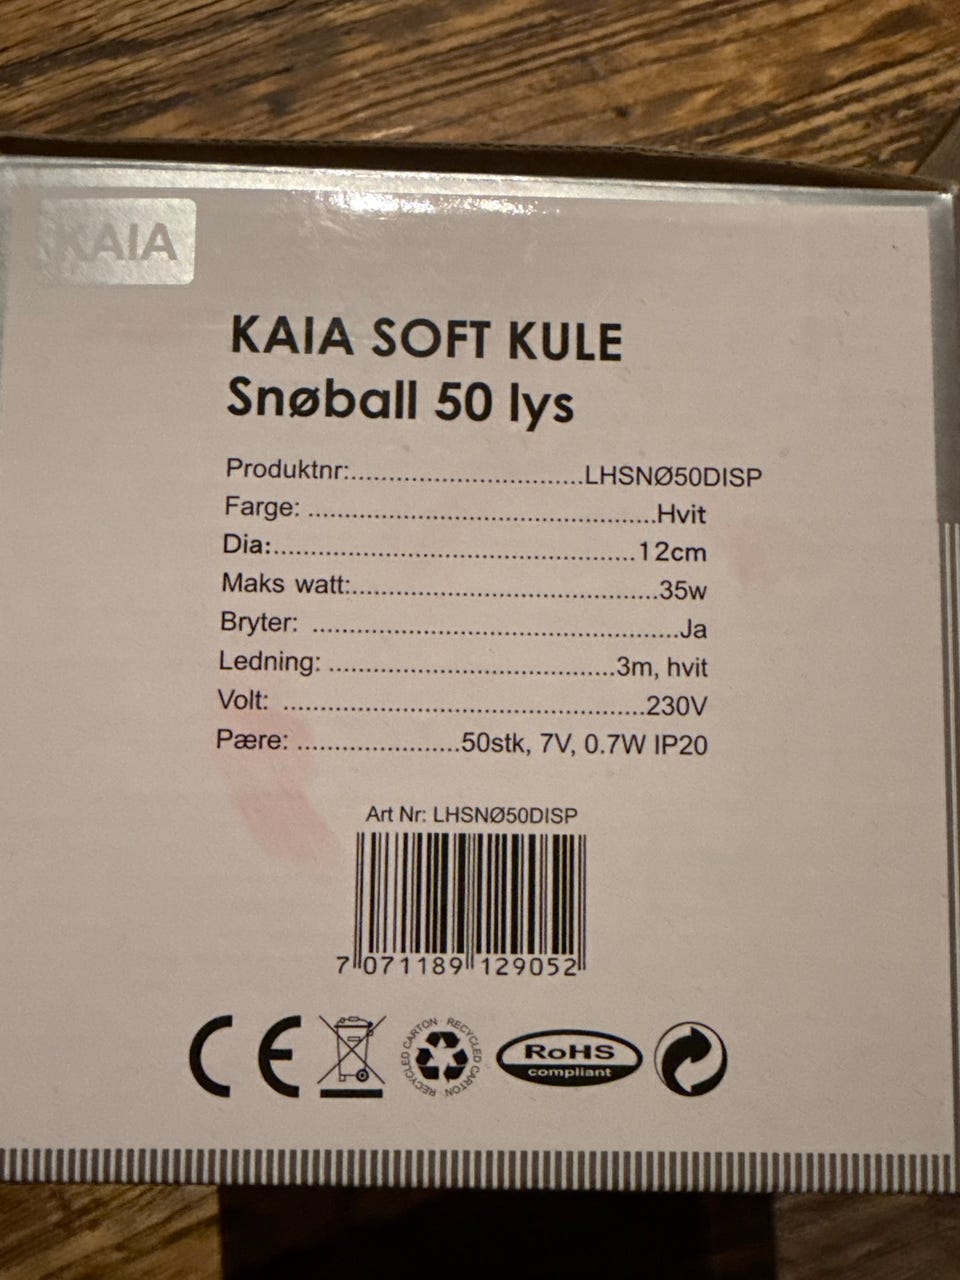 KAIA
KAIA SOFT KULE
Snøball 50 lys
Produktnr:................................LHSNØ50DISP
Farge: ................................................Hvit
Dia:..................................................12cm
Maks watt:..........................................35w
Bryter: ..................................................Ja
Ledning: .......................................3m, hvit
Volt: .................................................230V
Pære: ......................50stk, 7V, 0.7W IP20
Art Nr: LHSNØ50DISP
7 071189 129052
CE
RECYCLED CARTON · RECYCLED CARTON ·
RoHS
compliant